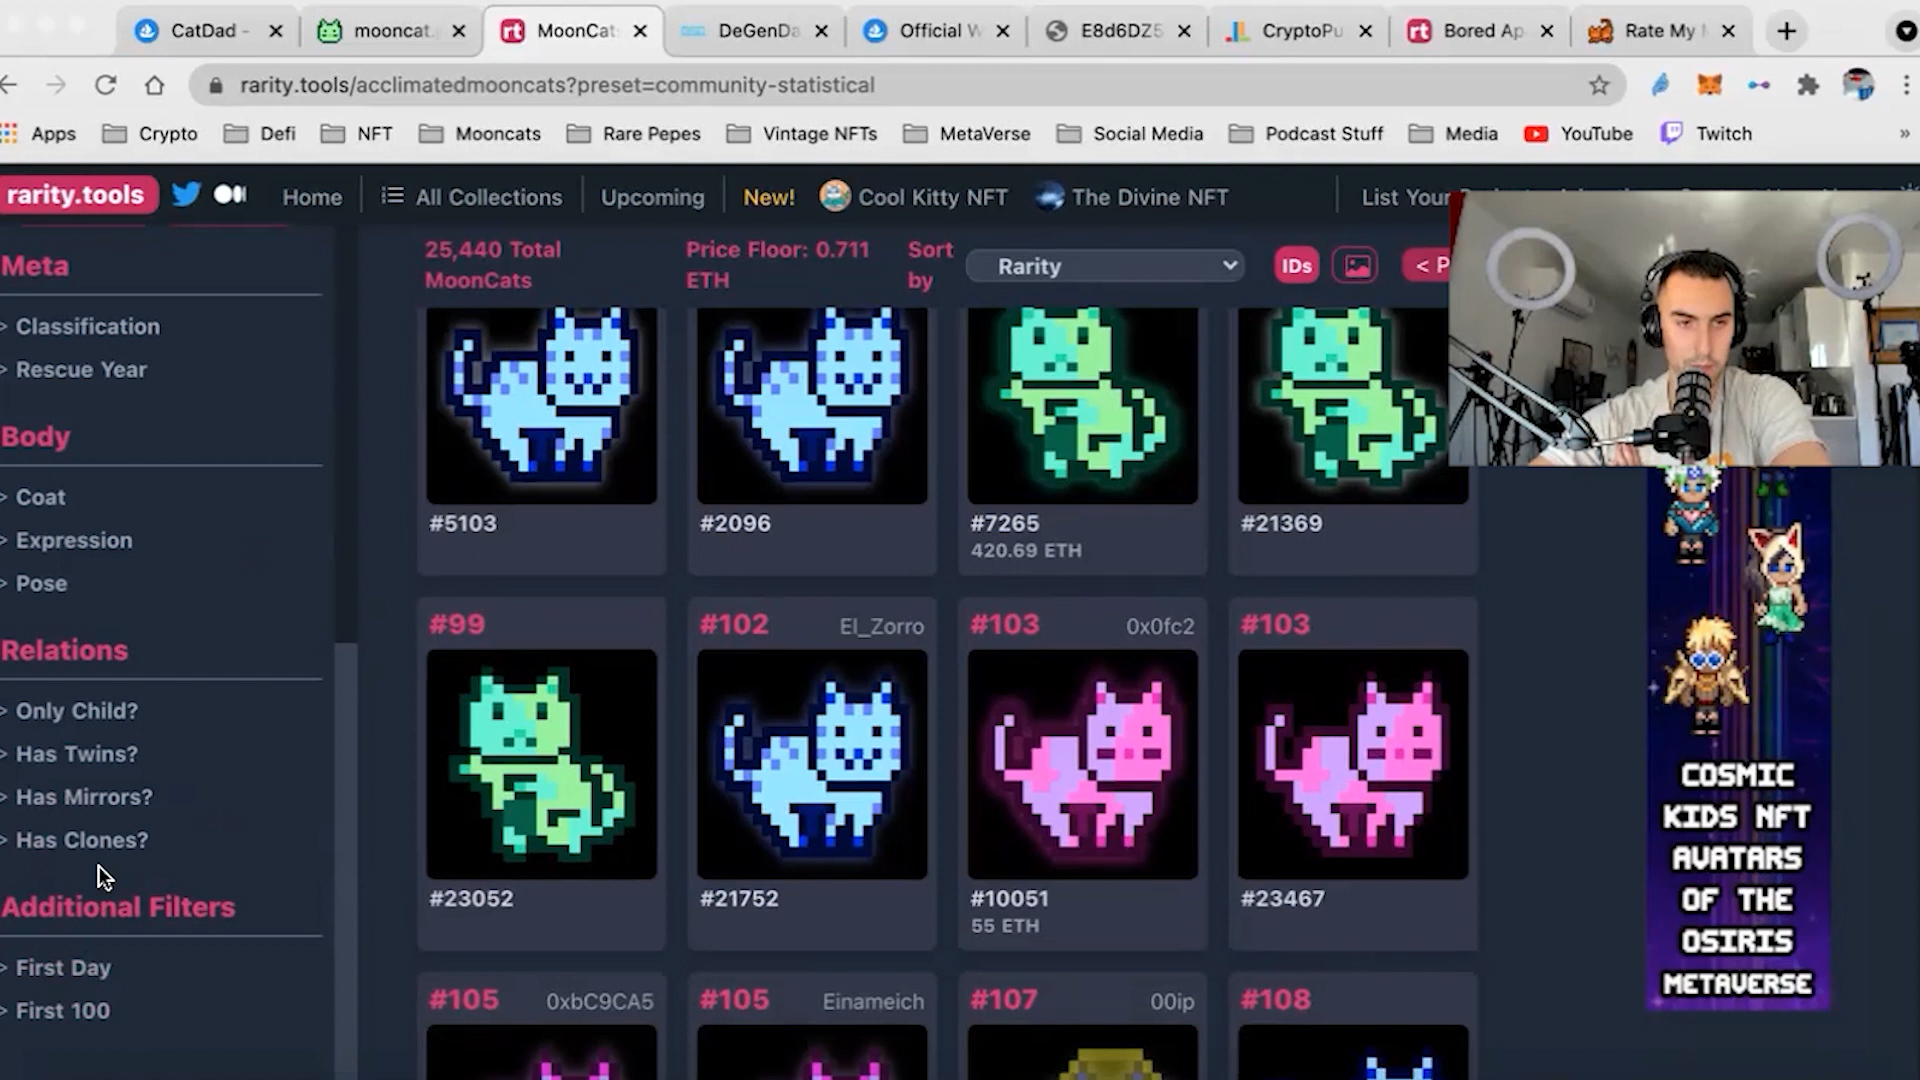 CatDad -
mooncat.
MoonCat
DeGenDa
Official W
E8d6DZ5
CryptoPu
Bored Ap
Rate My
rarity.tools/acclimatedmooncats?preset=community-statistical
Apps Crypto Defi NFT Mooncats Rare Pepes Vintage NFTs MetaVerse Social Media Podcast Stuff Media YouTube Twitch »
rarity.tools Home All Collections Upcoming New! Cool Kitty NFT The Divine NFT List Your
Meta
> Classification
> Rescue Year
Body
> Coat
> Expression
> Pose
Relations
> Only Child?
> Has Twins?
> Has Mirrors?
> Has Clones?
Additional Filters
> First Day
> First 100
25,440 Total
MoonCats
Price Floor: 0.711
ETH
Sort
by
Rarity
IDs
< P
#5103
#2096
#7265
420.69 ETH
#21369
#99
#23052
#102 El_Zorro
#21752
#103 0x0fc2
#10051
55 ETH
#103
#23467
#105 0xbC9CA5
#105 Einameich
#107 00ip
#108
COSMIC
KIDS NFT
AVATARS
OF THE
OSIRIS
METAVERSE